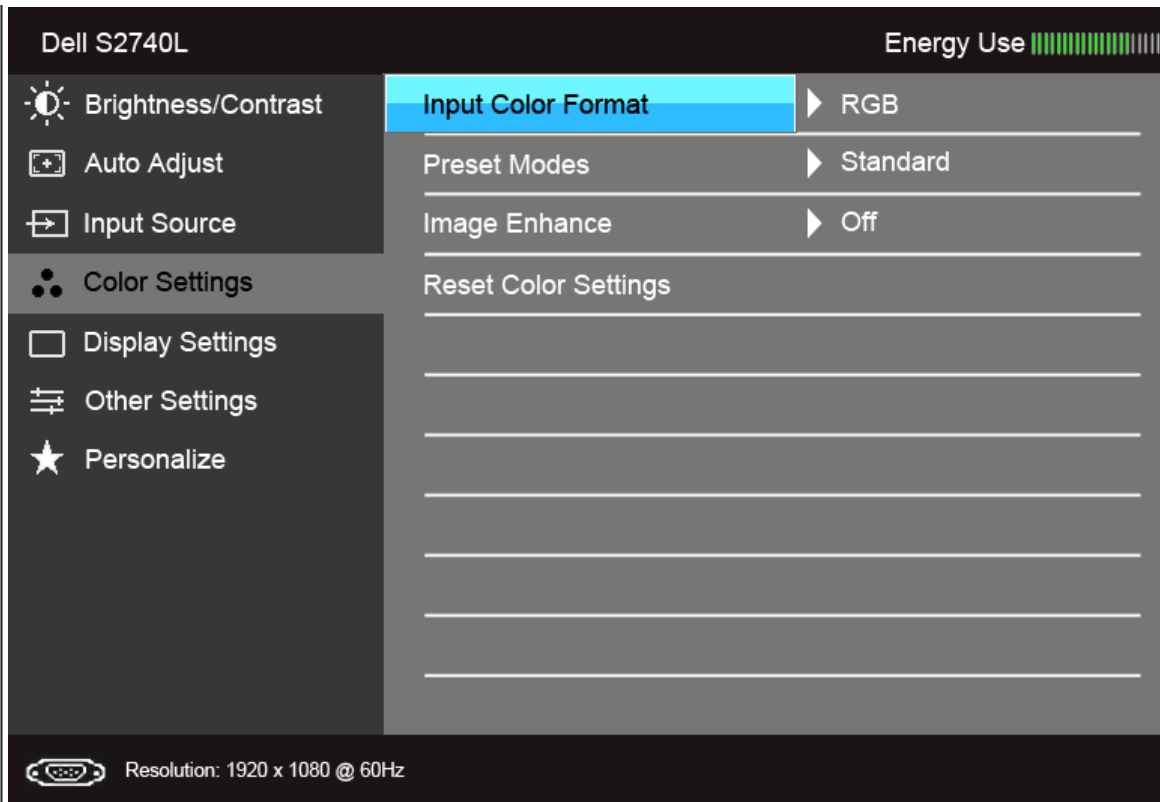 Dell S2740L
Energy Use
Brightness/Contrast
Auto Adjust
Input Source
Color Settings
Display Settings
Other Settings
Personalize
Input Color Format
RGB
Preset Modes
Standard
Image Enhance
Off
Reset Color Settings
Resolution: 1920 x 1080 @ 60Hz